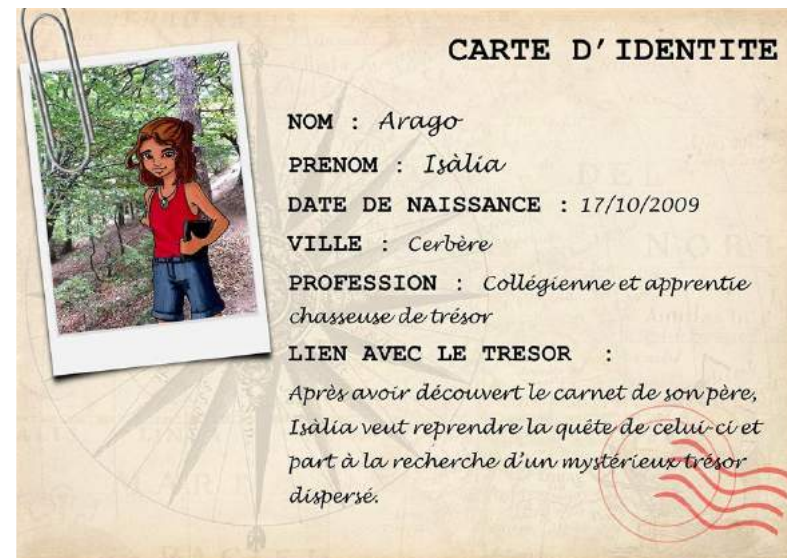 CARTE D'IDENTITE
NOM : Arago
PRENOM : Isàlia
DATE DE NAISSANCE : 17/10/2009
VILLE : Cerbère
PROFESSION : Collégienne et apprentie
chasseuse de trésor
LIEN AVEC LE TRESOR :
Après avoir découvert le carnet de son père,
Isàlia veut reprendre la quête de celui-ci et
part à la recherche d'un mystérieux trésor
dispersé.